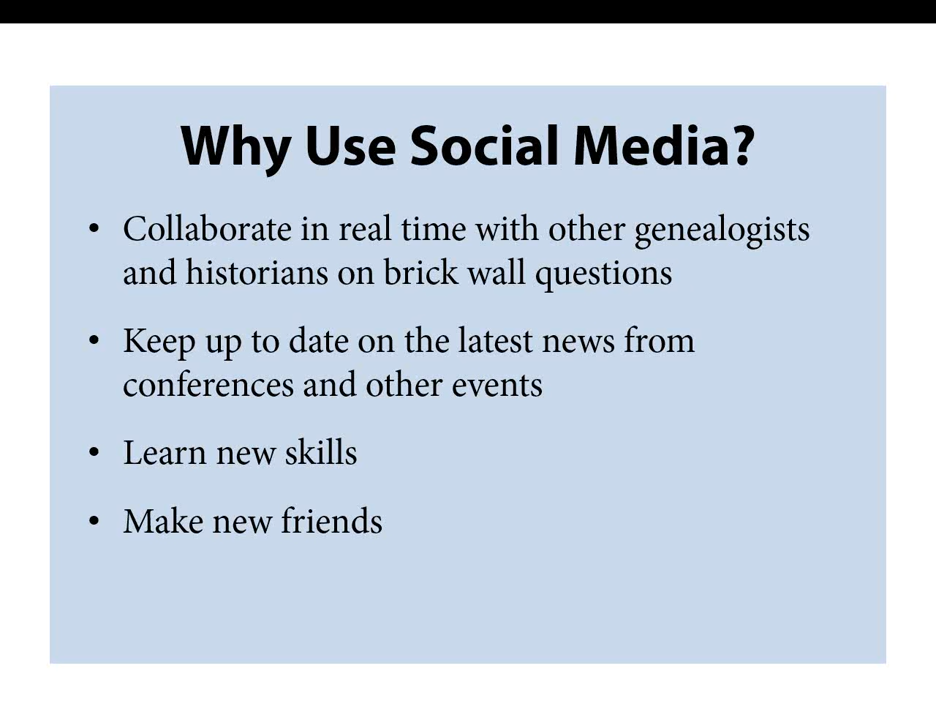 Why Use Social Media?
• Collaborate in real time with other genealogists
and historians on brick wall questions
• Keep up to date on the latest news from
conferences and other events
• Learn new skills
• Make new friends